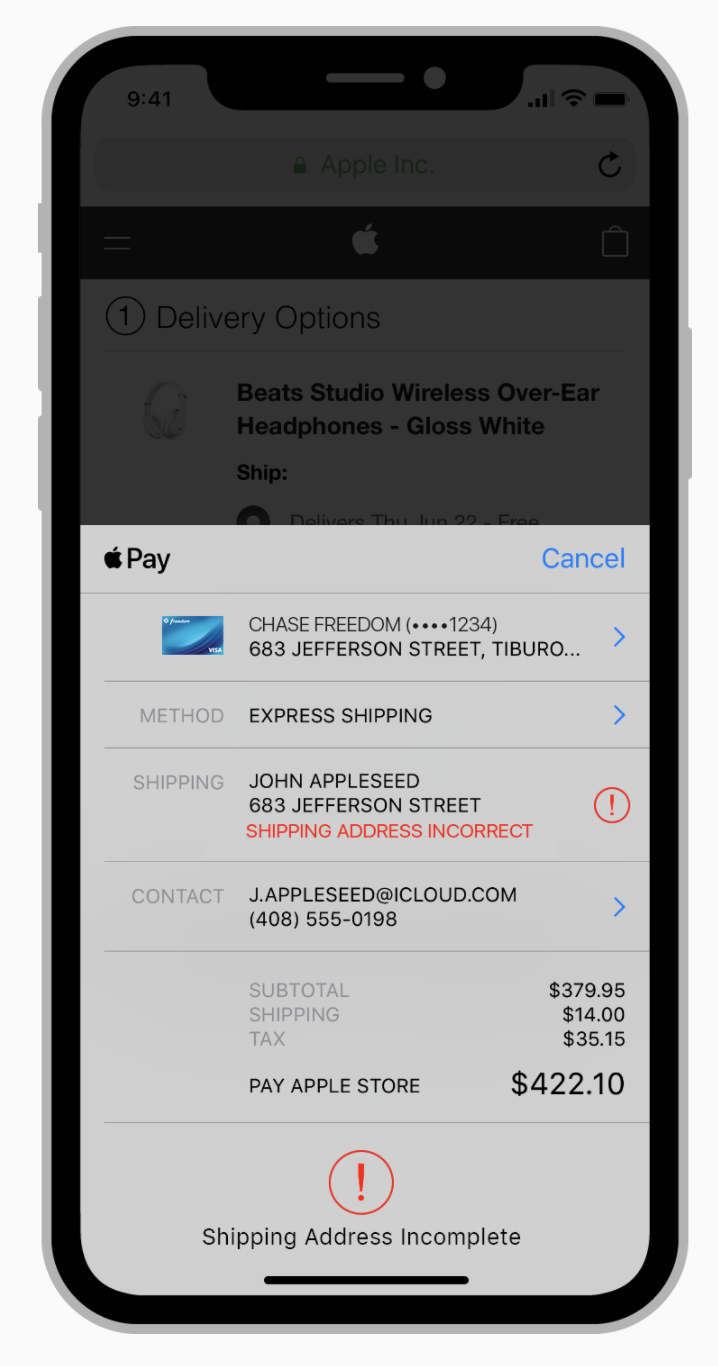 9:41
Apple Inc.
1 Delivery Options
Beats Studio Wireless Over-Ear
Headphones - Gloss White
Ship:
Delivers Thu Jun 22 - Free
Pay
Cancel
freedom
VISA
CHASE FREEDOM (••••1234)
683 JEFFERSON STREET, TIBURO...
METHOD EXPRESS SHIPPING
SHIPPING JOHN APPLESEED
683 JEFFERSON STREET
SHIPPING ADDRESS INCORRECT
CONTACT J.APPLESEED@ICLOUD.COM
(408) 555-0198
SUBTOTAL $379.95
SHIPPING $14.00
TAX $35.15
PAY APPLE STORE $422.10
Shipping Address Incomplete